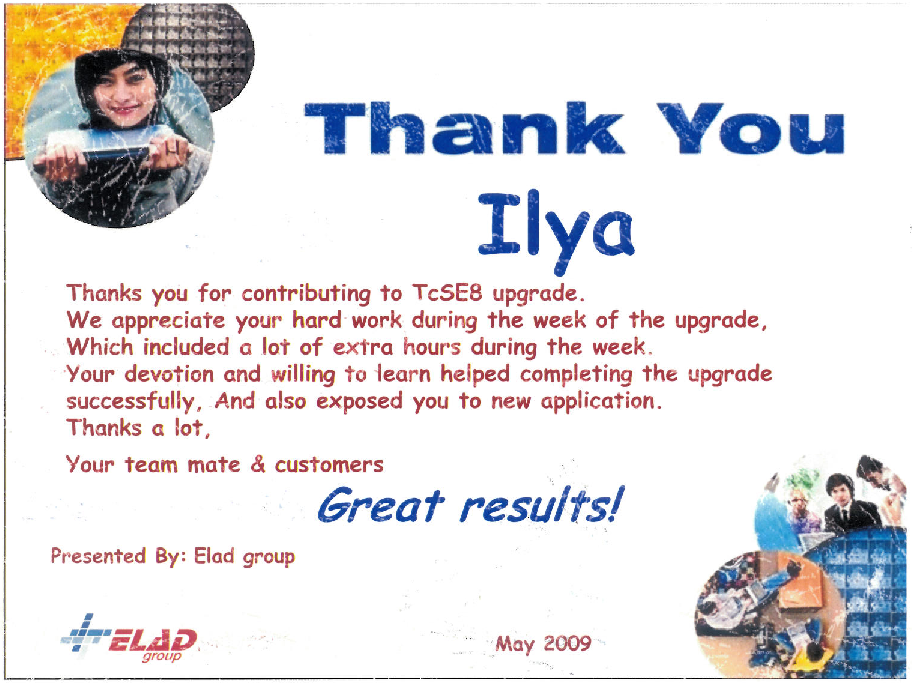 Thank You
Ilya
Thanks you for contributing to TcSE8 upgrade.
We appreciate your hard work during the week of the upgrade,
Which included a lot of extra hours during the week.
Your devotion and willing to learn helped completing the upgrade
successfully, And also exposed you to new application.
Thanks a lot,
Your team mate & customers
Great results!
Presented By: Elad group
ELAD
group
May 2009